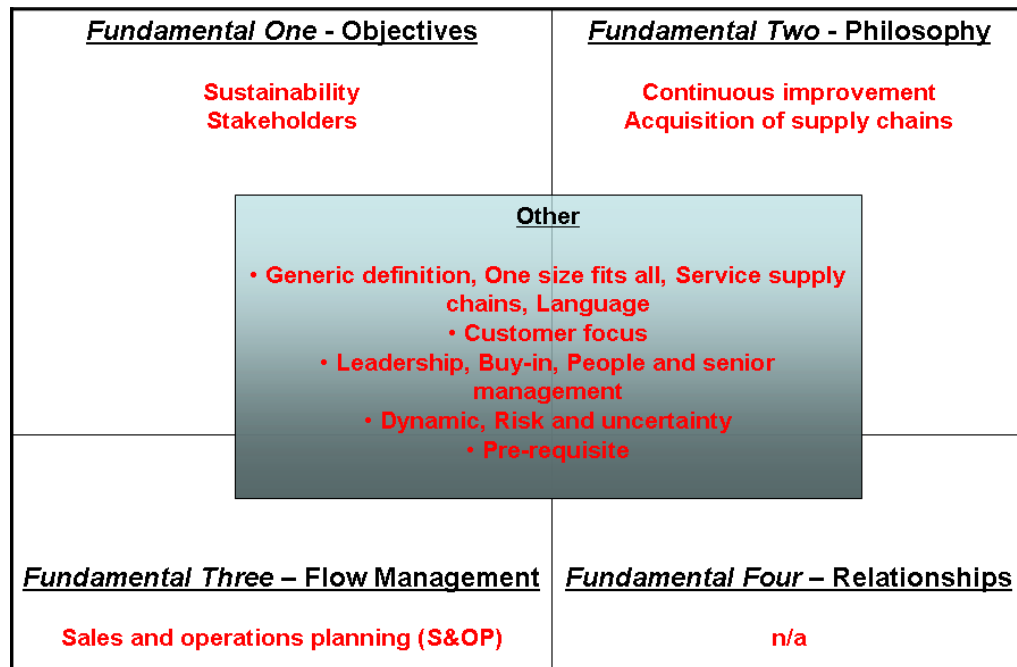 Fundamental One - Objectives
Sustainability
Stakeholders
Fundamental Two - Philosophy
Continuous improvement
Acquisition of supply chains
Other
• Generic definition, One size fits all, Service supply
chains, Language
• Customer focus
• Leadership, Buy-in, People and senior
management
• Dynamic, Risk and uncertainty
• Pre-requisite
Fundamental Three – Flow Management
Sales and operations planning (S&OP)
Fundamental Four – Relationships
n/a